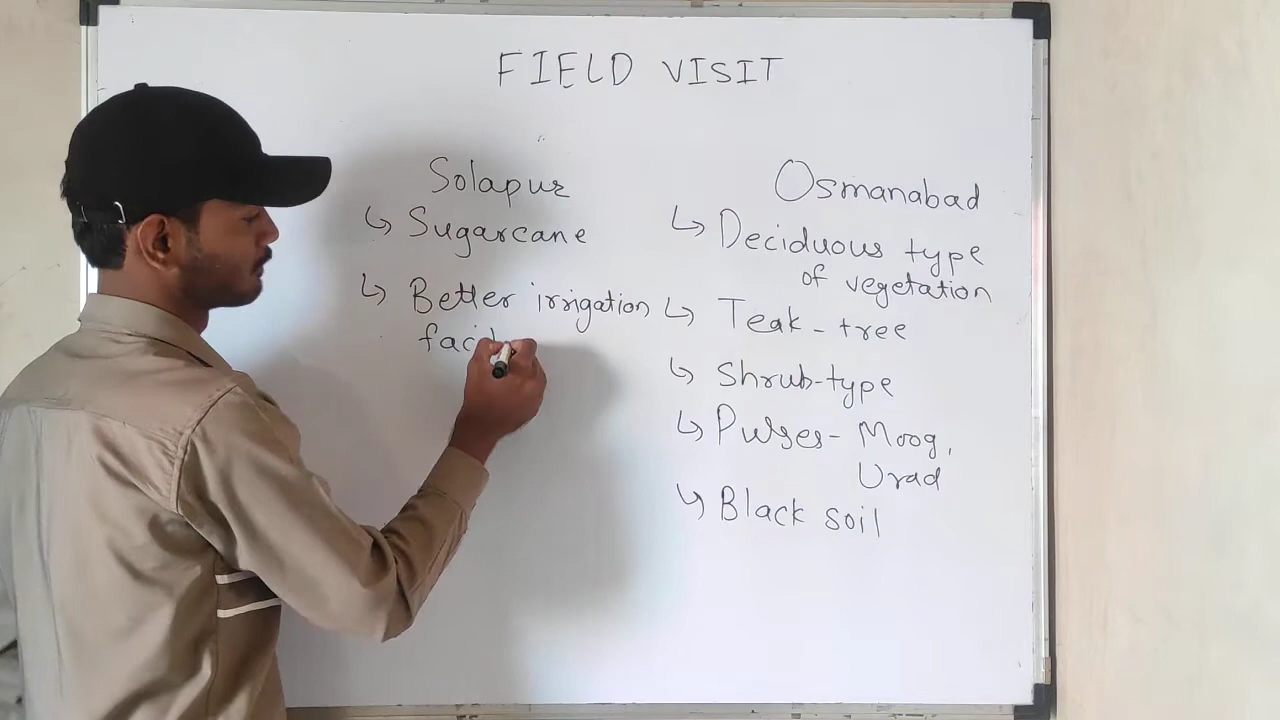 FIELD VISIT
Solapur
↳ Sugarcane
↳ Better irrigation
Osmanabad
↳ Deciduous type
of vegetation
↳ Teak-tree
↳ Shrub-type
↳ Pulses- Moog,
Urad
↳ Black soil